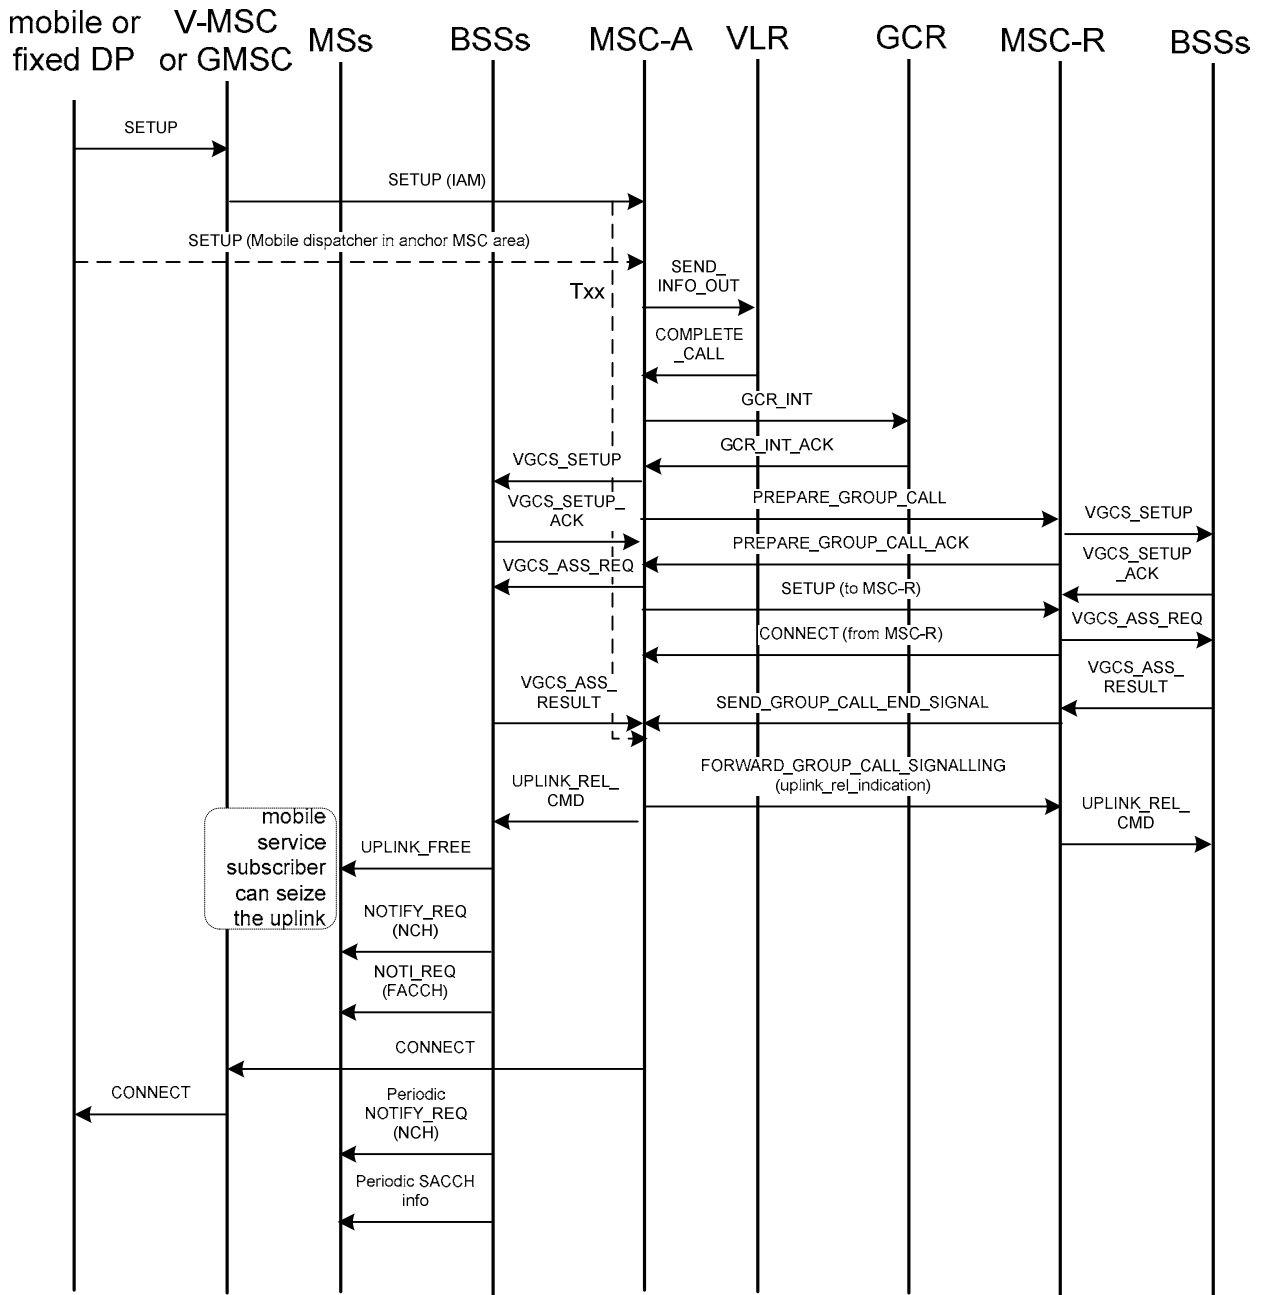 mobile or
fixed DP
V-MSC
or GMSC
MSs
BSSs
MSC-A
VLR
GCR
MSC-R
BSSs
SETUP
SETUP (IAM)
SETUP (Mobile dispatcher in anchor MSC area)
Txx
SEND_
INFO_OUT
COMPLETE
_CALL
GCR_INT
GCR_INT_ACK
VGCS_SETUP
VGCS_SETUP_
ACK
PREPARE_GROUP_CALL
VGCS_SETUP
PREPARE_GROUP_CALL_ACK
VGCS_SETUP
_ACK
VGCS_ASS_REQ
SETUP (to MSC-R)
VGCS_ASS_REQ
CONNECT (from MSC-R)
VGCS_ASS_
RESULT
VGCS_ASS_
RESULT
SEND_GROUP_CALL_END_SIGNAL
FORWARD_GROUP_CALL_SIGNALLING
(uplink_rel_indication)
UPLINK_REL_
CMD
UPLINK_REL_
CMD
mobile
service
subscriber
can seize
the uplink
UPLINK_FREE
NOTIFY_REQ
(NCH)
NOTI_REQ
(FACCH)
CONNECT
CONNECT
Periodic
NOTIFY_REQ
(NCH)
Periodic SACCH
info